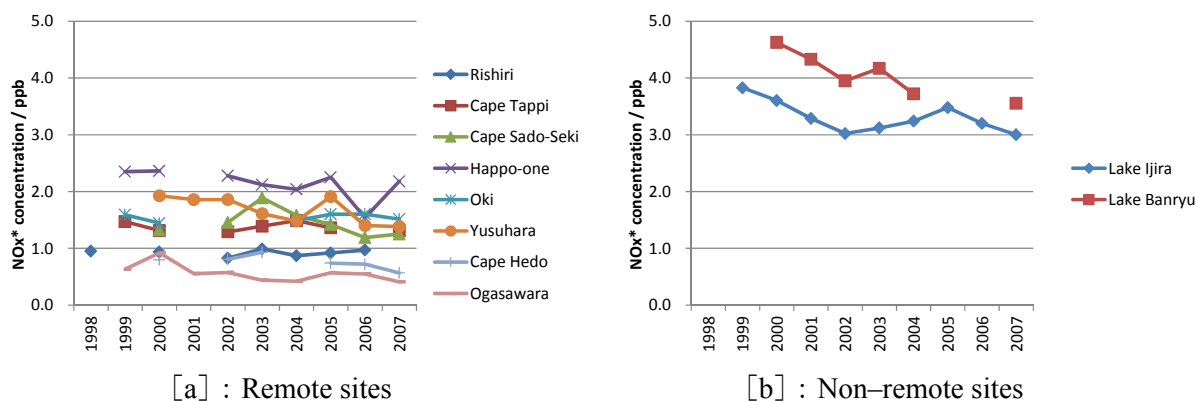 NOx* concentration / ppb
5.0
4.0
3.0
2.0
1.0
0.0
1998
1999
2000
2001
2002
2003
2004
2005
2006
2007
Rishiri
Cape Tappi
Cape Sado-Seki
Happo-one
Oki
Yusuhara
Cape Hedo
Ogasawara
[a] : Remote sites
NOx* concentration / ppb
5.0
4.0
3.0
2.0
1.0
0.0
1998
1999
2000
2001
2002
2003
2004
2005
2006
2007
Lake Ijira
Lake Banryu
[b] : Non–remote sites